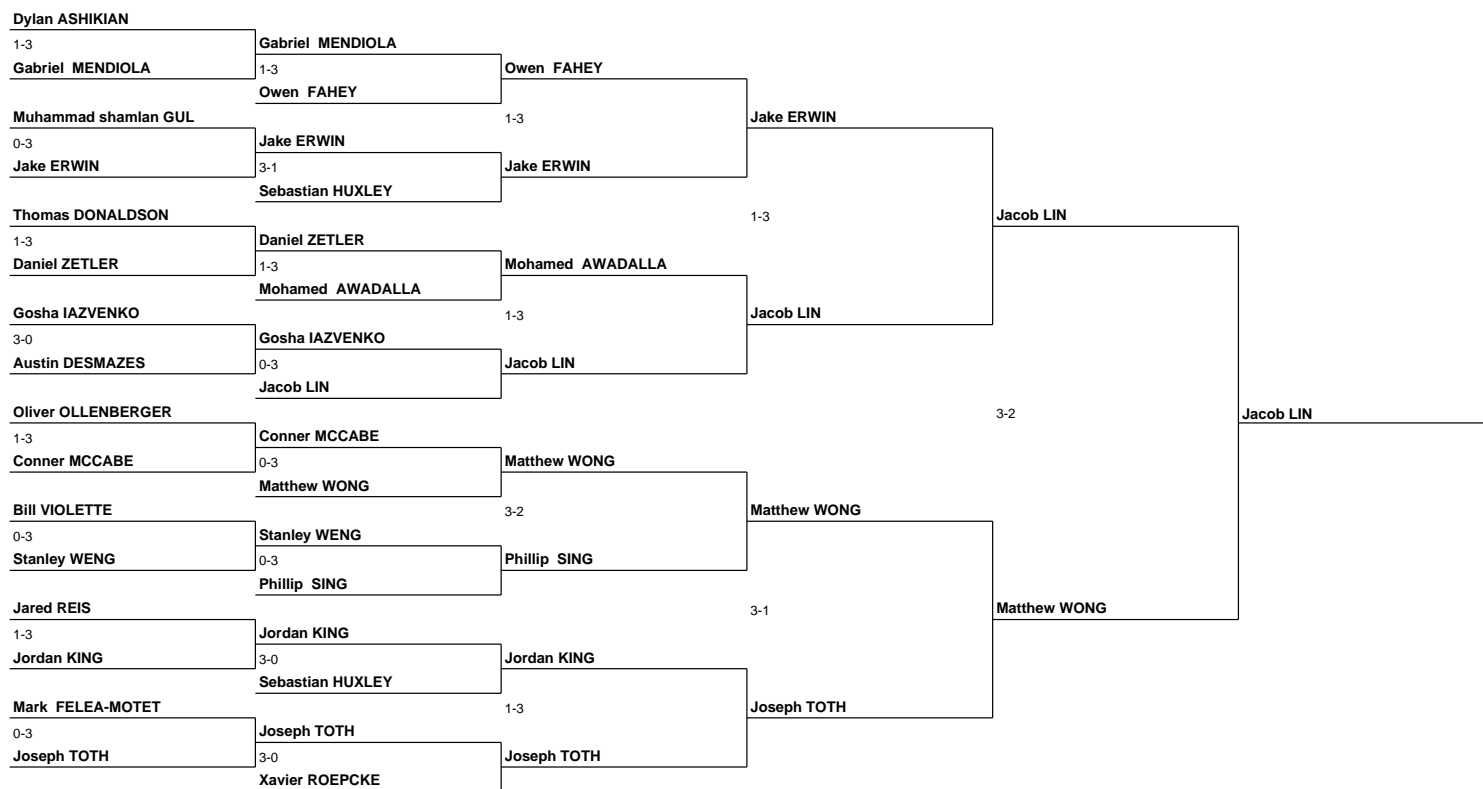 Dylan ASHIKIAN
1-3
Gabriel MENDIOLA
Muhammad shamlan GUL
0-3
Jake ERWIN
Thomas DONALDSON
1-3
Daniel ZETLER
Gosha IAZVENKO
3-0
Austin DESMAZES
Oliver OLLENBERGER
1-3
Conner MCCABE
Bill VIOLETTE
0-3
Stanley WENG
Jared REIS
1-3
Jordan KING
Mark FELEA-MOTET
0-3
Joseph TOTH
Gabriel MENDIOLA
1-3
Owen FAHEY
Jake ERWIN
3-1
Sebastian HUXLEY
Daniel ZETLER
1-3
Mohamed AWADALLA
Gosha IAZVENKO
0-3
Jacob LIN
Conner MCCABE
0-3
Matthew WONG
Stanley WENG
0-3
Phillip SING
Jordan KING
3-0
Sebastian HUXLEY
Joseph TOTH
3-0
Xavier ROEPCKE
Owen FAHEY
1-3
Jake ERWIN
Mohamed AWADALLA
1-3
Jacob LIN
Matthew WONG
3-2
Phillip SING
Jordan KING
1-3
Joseph TOTH
Jake ERWIN
1-3
Jacob LIN
Matthew WONG
3-1
Joseph TOTH
Jacob LIN
3-2
Matthew WONG
Jacob LIN